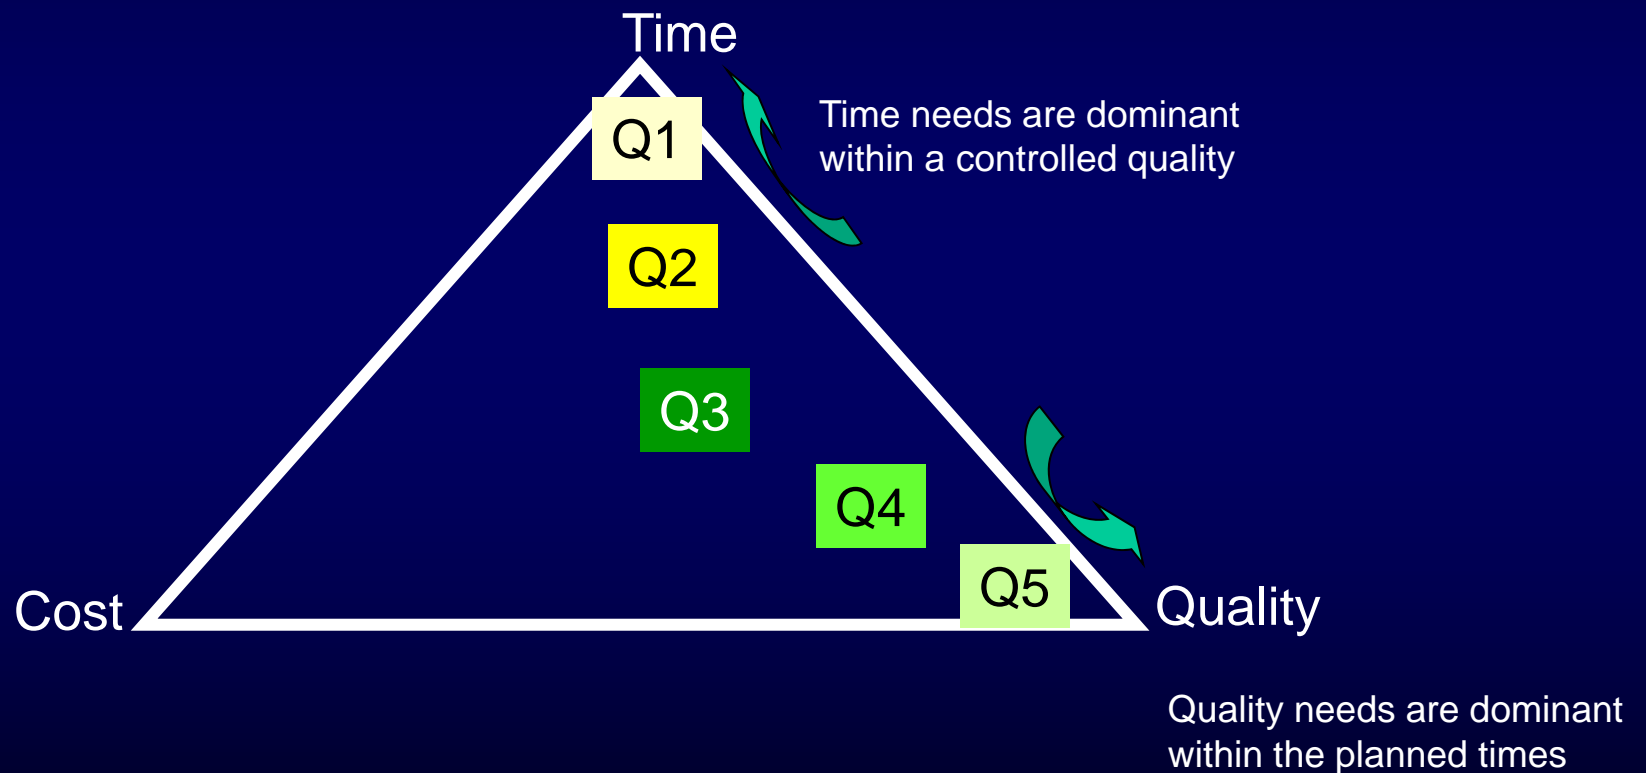 Time
Time needs are dominant
within a controlled quality
Q1
Q2
Q3
Q4
Q5
Cost
Quality
Quality needs are dominant
within the planned times